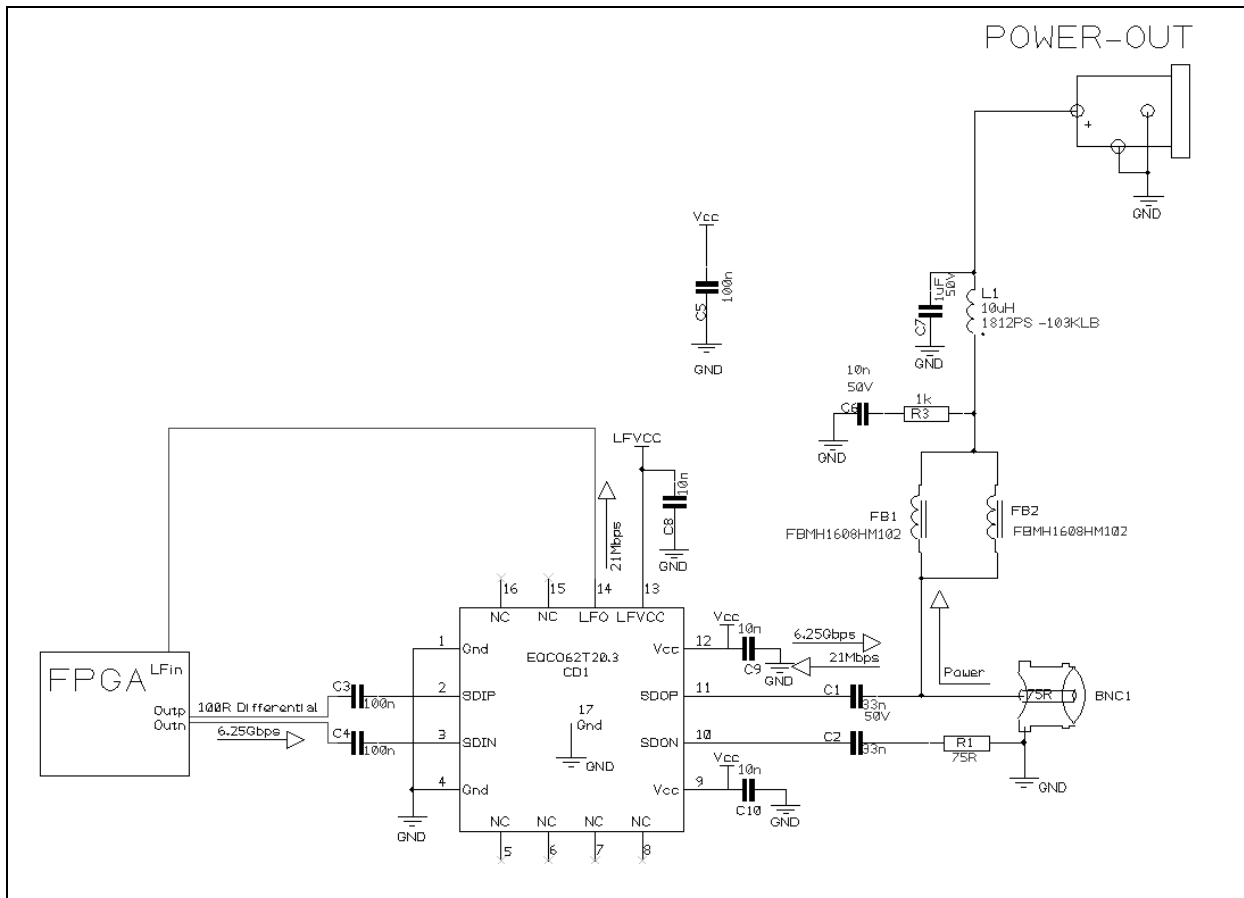 POWER-OUT
+
GND
Vcc
C5
100n
GND
C7
1uF
50V
L1
10uH
1812PS -103KLB
GND
10n
50V
C6
1k
R3
GND
LFVCC
10n
C8
GND
21Mbps
FB1
FBMH1608HM102
FB2
FBMH1608HM102
16
15
14
13
NC
NC
LFO
LFVCC
FPGA
LFin
Outp
Outn
100R Differential
6.25Gbps
C3
100n
C4
100n
1
2
3
4
Gnd
SDIP
SDIN
Gnd
GND
EQCO62T20.3
CD1
17
Gnd
GND
Vcc
SDOP
SDON
Vcc
12
11
10
9
Vcc
10n
C9
GND
6.25Gbps
21Mbps
Power
C1
33n
50V
C2
33n
R1
75R
75R
BNC1
GND
Vcc
10n
C10
GND
NC
NC
NC
NC
5
6
7
8